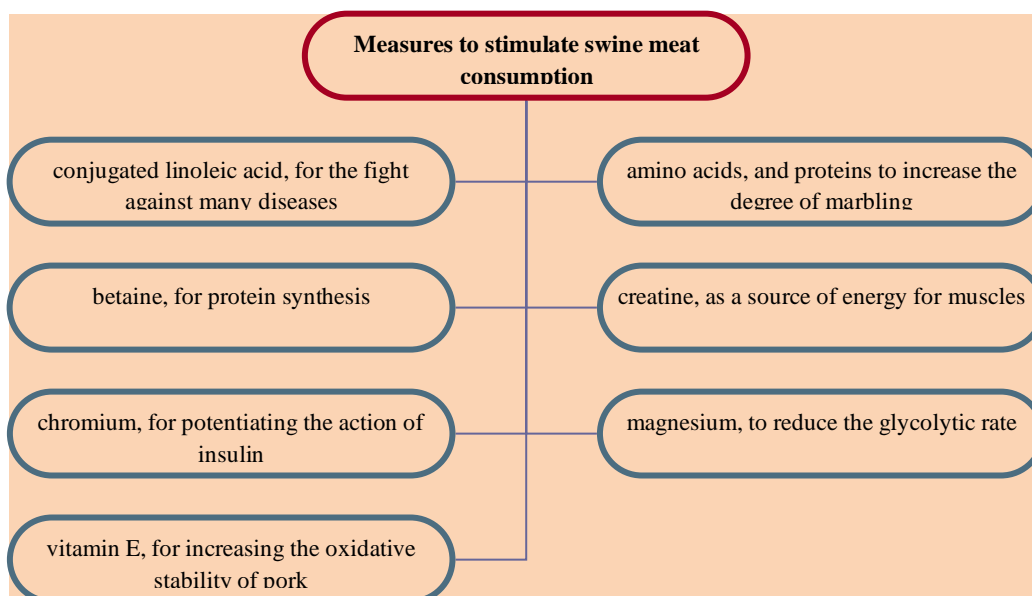 Measures to stimulate swine meat
consumption
conjugated linoleic acid, for the fight
against many diseases
amino acids, and proteins to increase the
degree of marbling
betaine, for protein synthesis
creatine, as a source of energy for muscles
chromium, for potentiating the action of
insulin
magnesium, to reduce the glycolytic rate
vitamin E, for increasing the oxidative
stability of pork